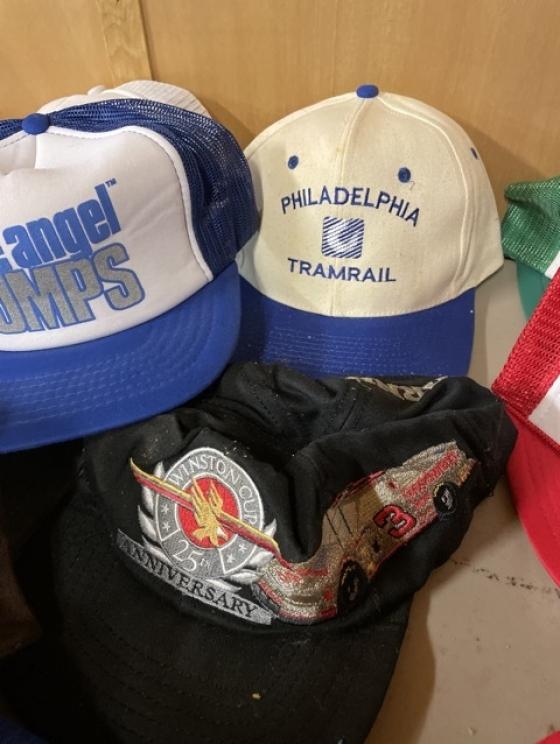 angel™
UMPS
PHILADELPHIA
TRAMRAIL
WINSTON CUP
25th
ANNIVERSARY
3